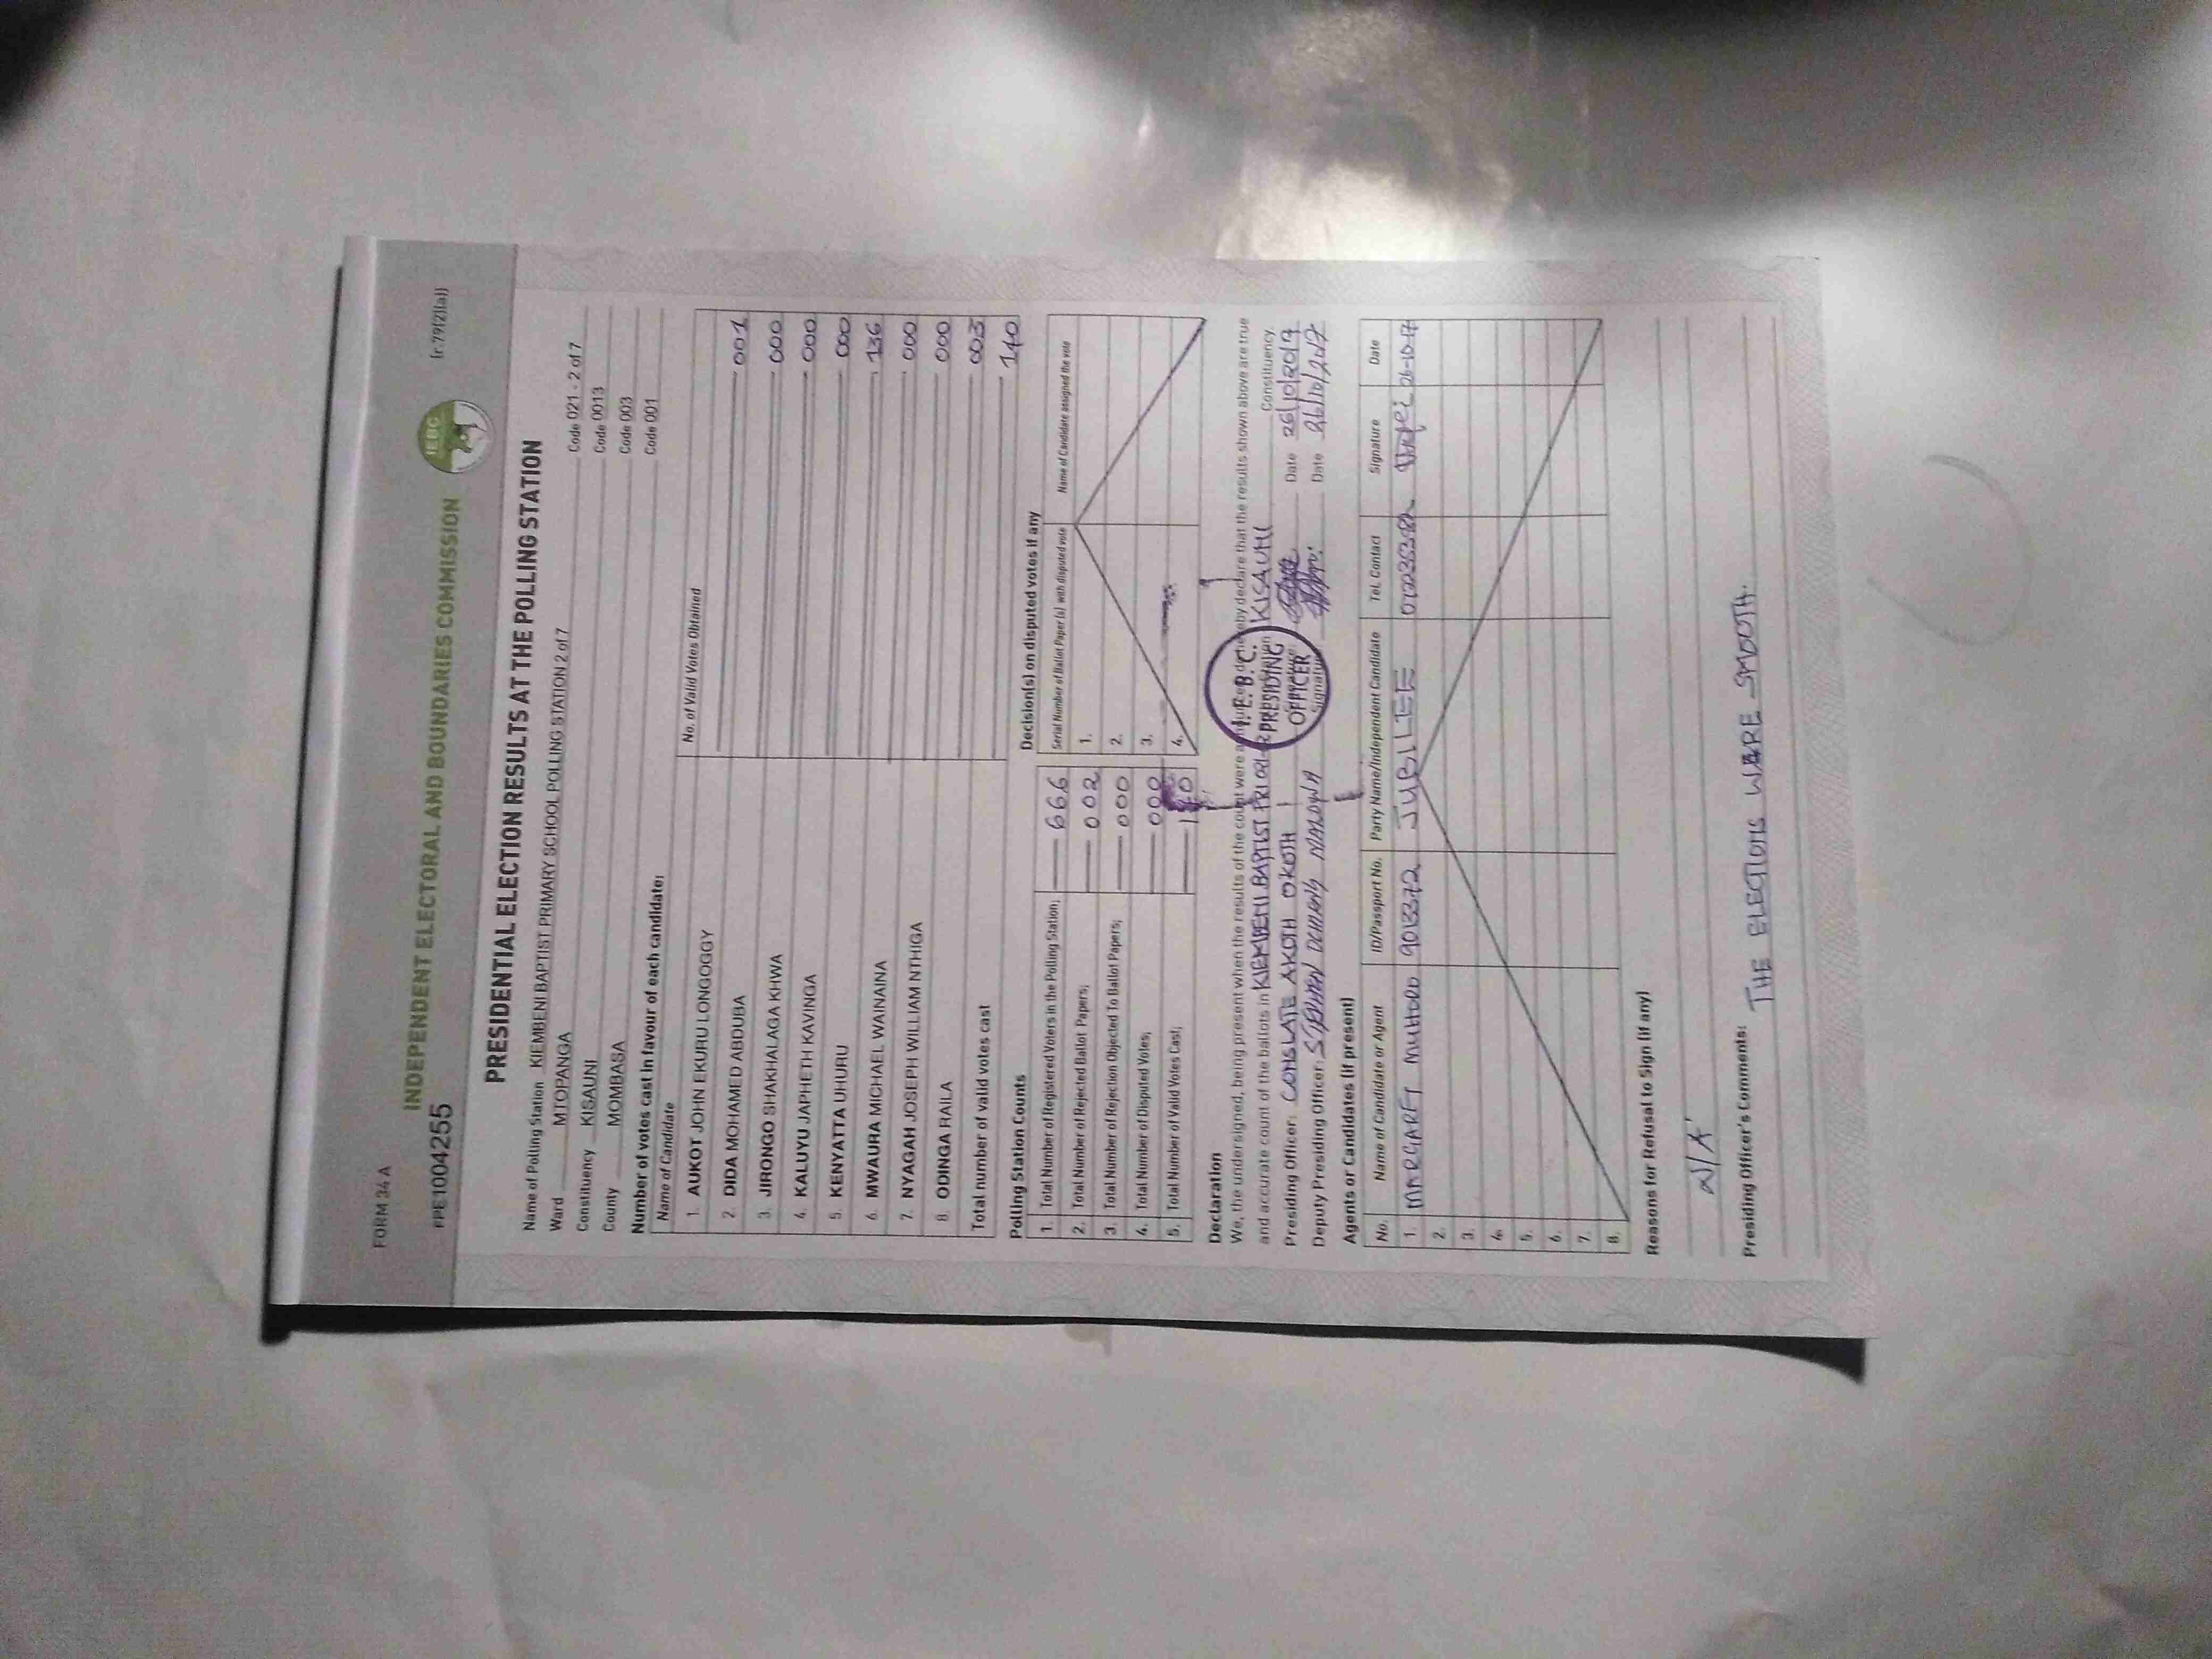 FORM 34 A
INDEPENDENT ELECTORAL AND BOUNDARIES COMMISSION
IEBC
(r.79(2)(a))
FPE1004255
PRESIDENTIAL ELECTION RESULTS AT THE POLLING STATION
Name of Polling Station KIEMBENI BAPTIST PRIMARY SCHOOL POLLING STATION 2 of 7 Code 021 - 2 of 7
Ward MTOPANGA Code 0013
Constituency KISAUNI Code 003
County MOMBASA Code 001
Number of votes cast in favour of each candidate:
Name of Candidate No. of Valid Votes Obtained
1. AUKOT JOHN EKURU LONGOGGY 001
2. DIDA MOHAMED ABDUBA 000
3. JIRONGO SHAKHALAGA KHWA 000
4. KALUYU JAPHETH KAVINGA 000
5. KENYATTA UHURU 136
6. MWAURA MICHAEL WAINAINA 000
7. NYAGAH JOSEPH WILLIAM NTHIGA 000
8. ODINGA RAILA 003
Total number of valid votes cast 140
Polling Station Counts
1. Total Number of Registered Voters in the Polling Station; 666
2. Total Number of Rejected Ballot Papers; 002
3. Total Number of Rejection Objected To Ballot Papers; 000
4. Total Number of Disputed Votes; 000
5. Total Number of Valid Votes Cast; 140
Decision(s) on disputed votes if any
Serial Number of Ballot Paper (s) with disputed vote Name of Candidate assigned the vote
1.
2.
3.
4.
Declaration
We, the undersigned, being present when the results of the count were announced, do hereby declare that the results shown above are true
and accurate count of the ballots in KIEMBENI BAPTIST PRI Polling Station KISAUNI Constituency.
Presiding Officer: CONSLATE AKOTH OKOTH Signature Date 26/10/2017
Deputy Presiding Officer: STEPHEN Signature Date 26/10/2017
I.E.B.C.
PRESIDING
OFFICER
Agents or Candidates (if present)
No. Name of Candidate or Agent ID/Passport No. Party Name/Independent Candidate Tel. Contact Signature Date
1. MARGARET 9013372 JUBILEE 26-10-17
2.
3.
4.
5.
6.
7.
8.
Reasons for Refusal to Sign (if any)
N/A
Presiding Officer's Comments:
THE ELECTIONS WERE SMOOTH.